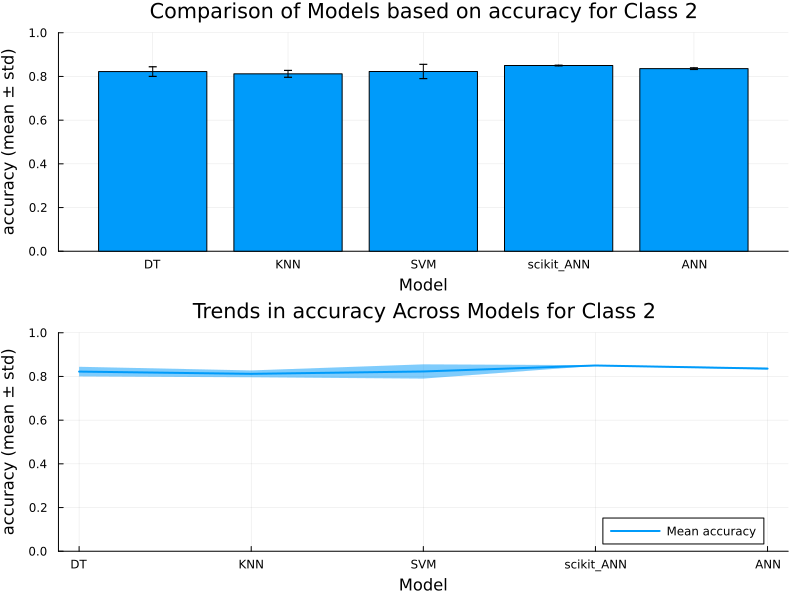 Comparison of Models based on accuracy for Class 2
accuracy (mean ± std)
1.0
0.8
0.6
0.4
0.2
0.0
DT KNN SVM scikit_ANN ANN
Model
Trends in accuracy Across Models for Class 2
accuracy (mean ± std)
1.0
0.8
0.6
0.4
0.2
0.0
Mean accuracy
DT KNN SVM scikit_ANN ANN
Model